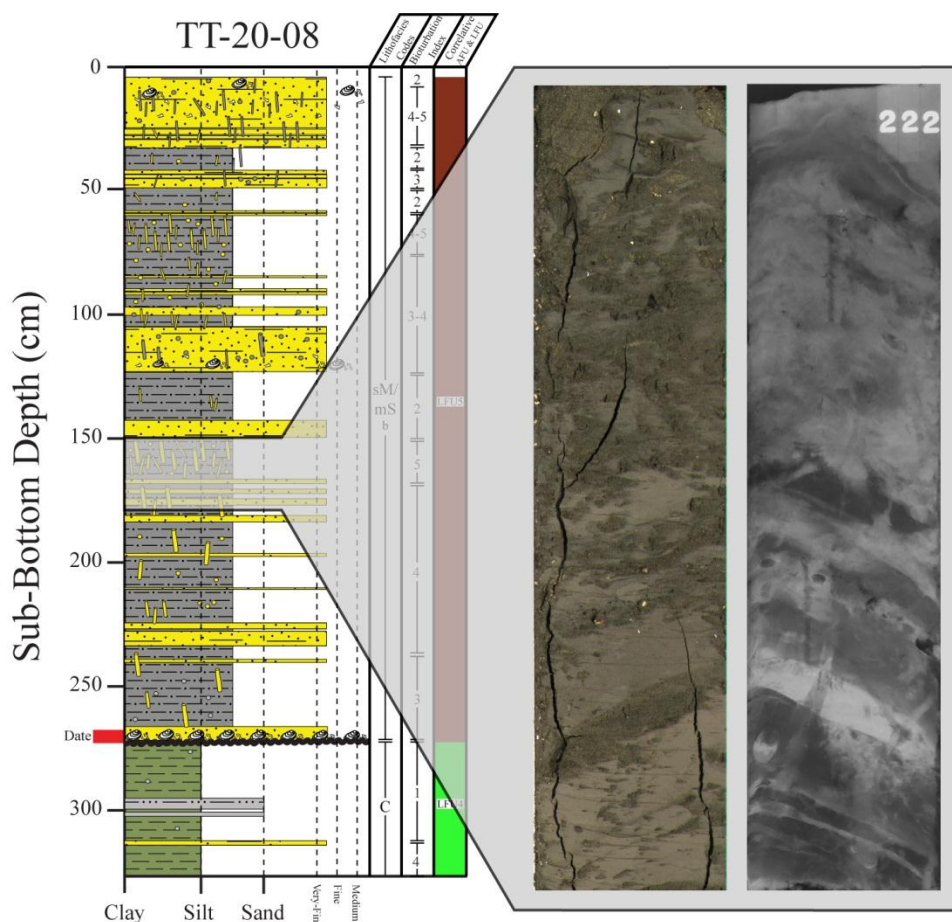 TT-20-08
Lithofacies
Codes
Bioturbation
Index
Correlative
AFU & LFU
222
Sub-Bottom Depth (cm)
0
50
100
150
200
250
300
Date
sM/
mS
b
C
2
4-5
2
3
2
-5
3-4
2
5
4
3
1
4
LFU5
LFU4
Clay
Silt
Sand
Very-Fin
Fine
Medium